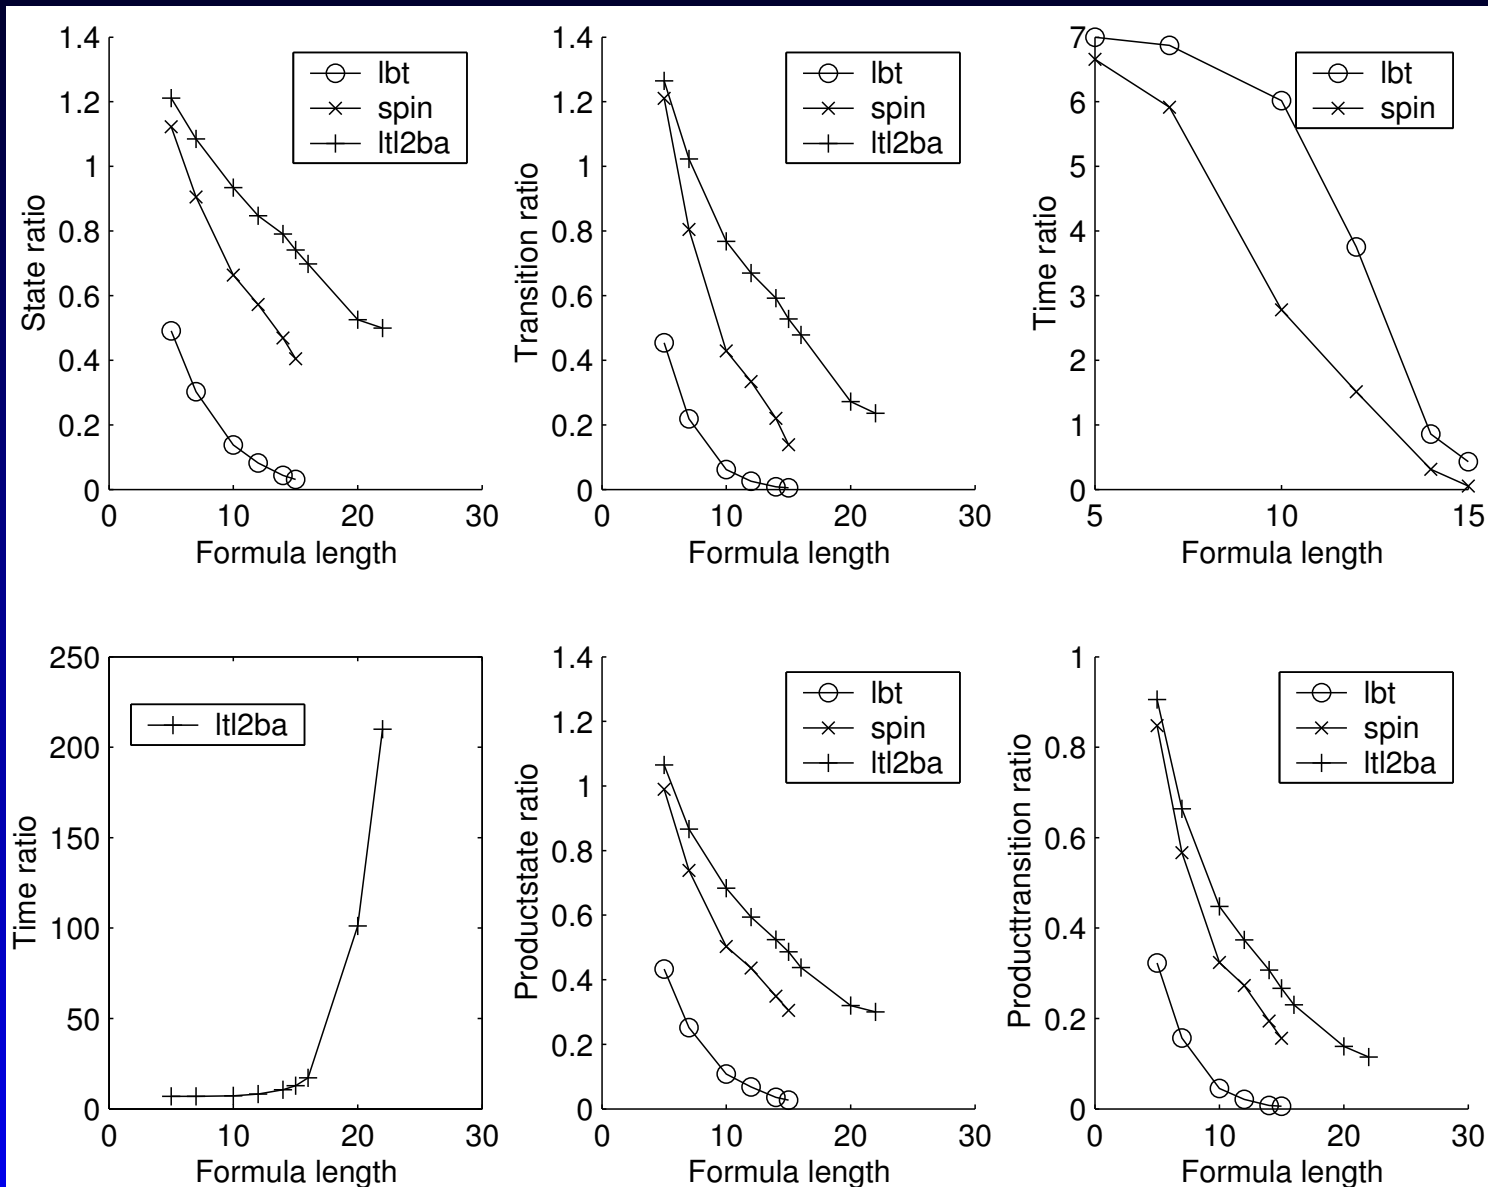 State ratio
1.4
1.2
1
0.8
0.6
0.4
0.2
0
0
10
20
30
Formula length
lbt
spin
ltl2ba
Transition ratio
1.4
1.2
1
0.8
0.6
0.4
0.2
0
0
10
20
30
Formula length
lbt
spin
ltl2ba
Time ratio
7
6
5
4
3
2
1
0
5
10
15
Formula length
lbt
spin
Time ratio
250
200
150
100
50
0
0
10
20
30
Formula length
ltl2ba
Productstate ratio
1.4
1.2
1
0.8
0.6
0.4
0.2
0
0
10
20
30
Formula length
lbt
spin
ltl2ba
Producttransition ratio
1
0.8
0.6
0.4
0.2
0
0
10
20
30
Formula length
lbt
spin
ltl2ba